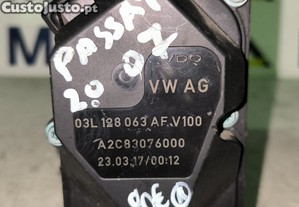 CustoJusto.pt
PASSAT
2.0
VDO
VW AG
03L 128 063 AF V100
A2C83076000
23.03.17/00:12